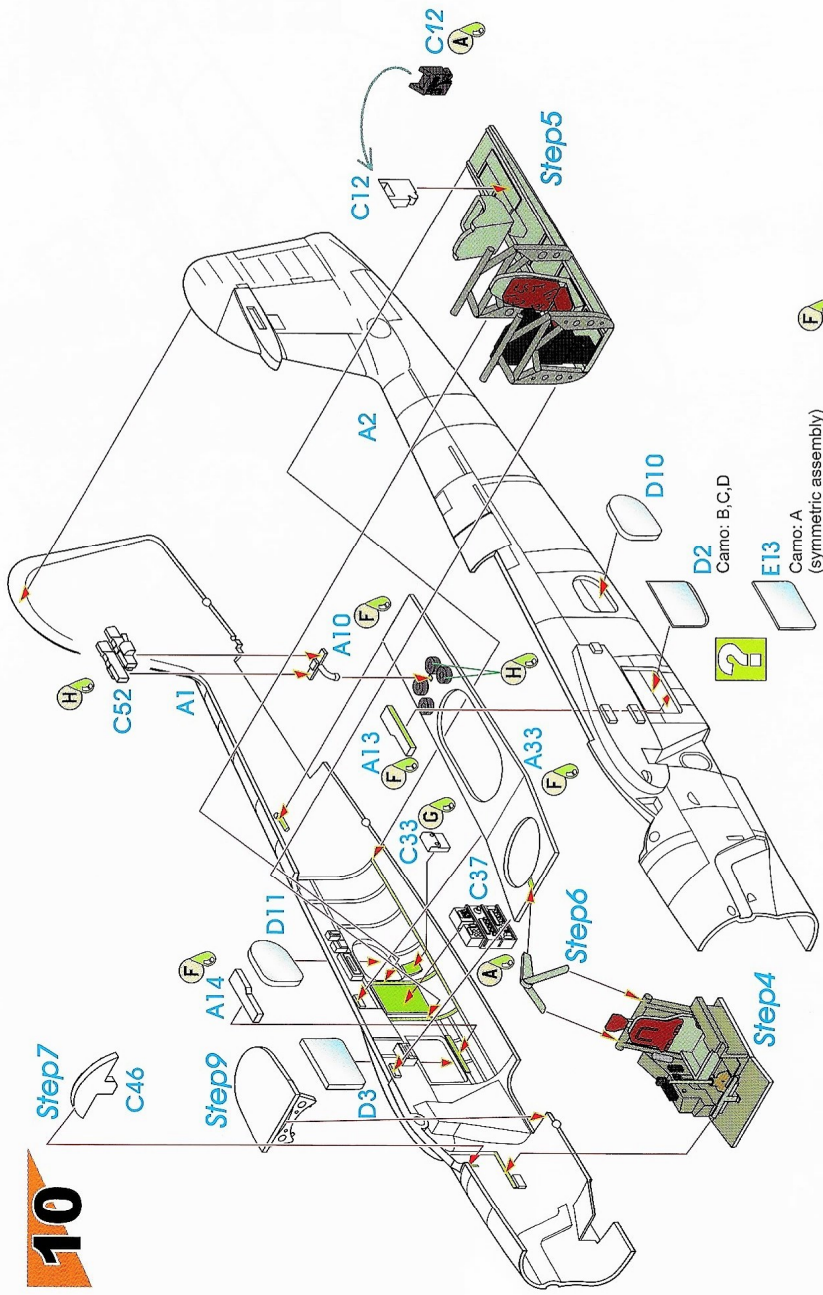 10
Step7
C46
Step9
D3
F
A14
D11
H
C52
A1
A10
F
A13
F
C33
G
C37
A
A33
F
H
Step6
Step4
A2
C12
C12
A
Step5
D10
D2
Camo: B,C,D
?
E13
Camo: A
(symmetric assembly)
F